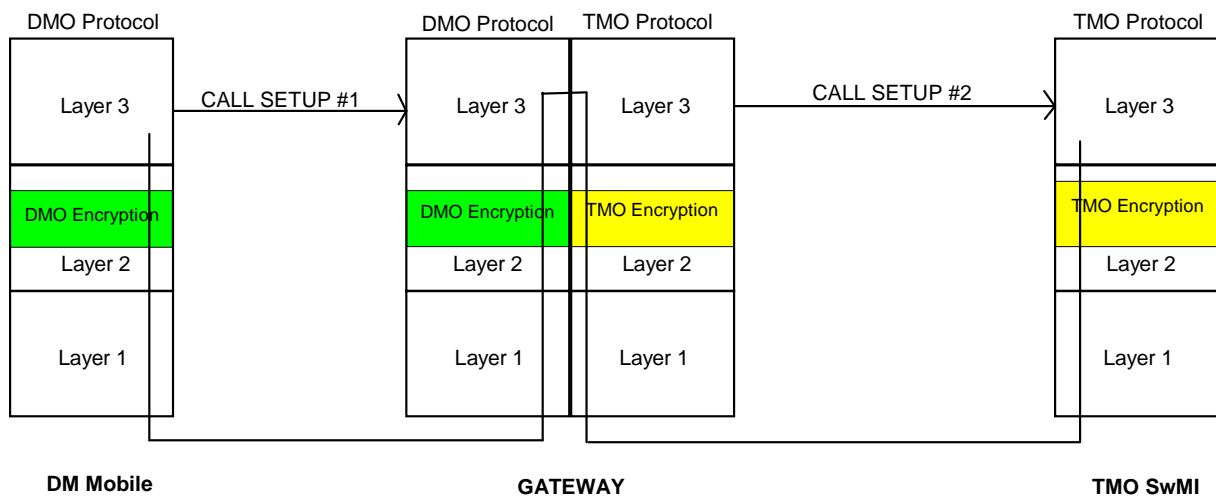 DMO Protocol
DMO Protocol
TMO Protocol
TMO Protocol
Layer 3
CALL SETUP #1
Layer 3
Layer 3
CALL SETUP #2
Layer 3
DMO Encryption
DMO Encryption
TMO Encryption
TMO Encryption
Layer 2
Layer 2
Layer 2
Layer 2
Layer 1
Layer 1
Layer 1
Layer 1
DM Mobile
GATEWAY
TMO SwMI